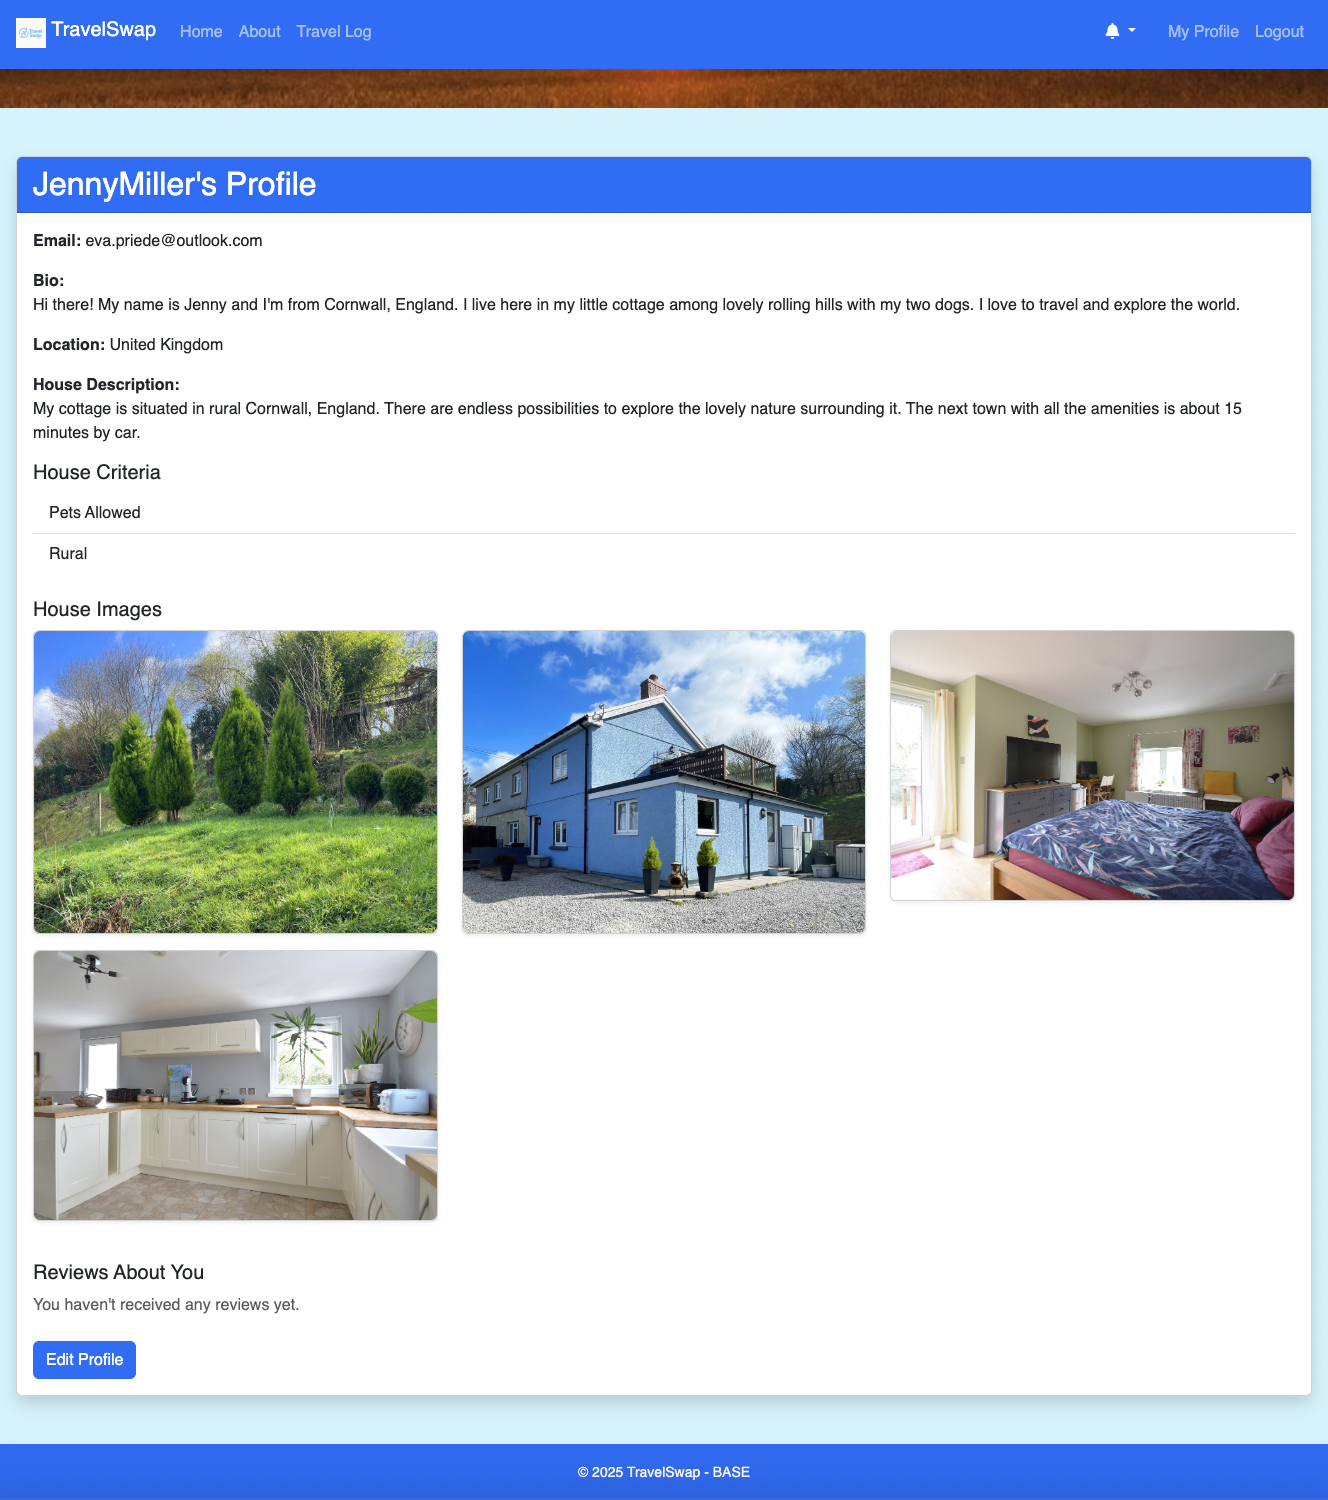 TravelSwap Home About Travel Log My Profile Logout
JennyMiller's Profile
Email: eva.priede@outlook.com
Bio:
Hi there! My name is Jenny and I'm from Cornwall, England. I live here in my little cottage among lovely rolling hills with my two dogs. I love to travel and explore the world.
Location: United Kingdom
House Description:
My cottage is situated in rural Cornwall, England. There are endless possibilities to explore the lovely nature surrounding it. The next town with all the amenities is about 15
minutes by car.
House Criteria
Pets Allowed
Rural
House Images
Reviews About You
You haven't received any reviews yet.
Edit Profile
© 2025 TravelSwap - BASE